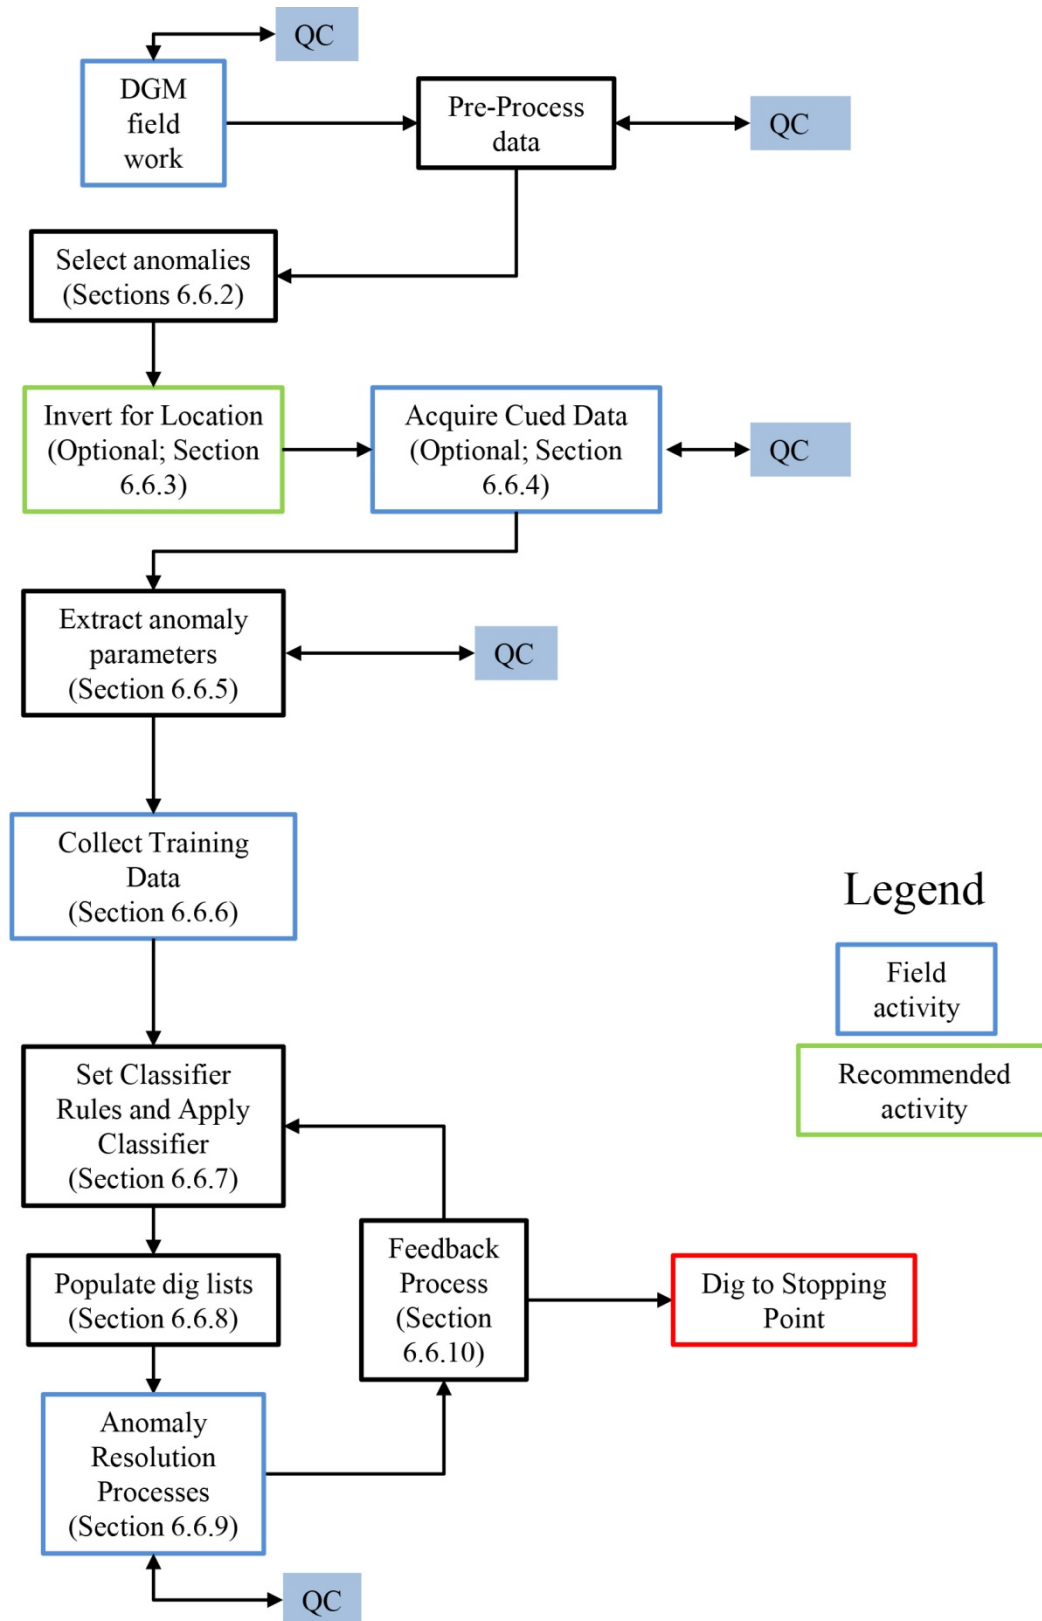 QC
DGM
field
work
Pre-Process
data
QC
Select anomalies
(Sections 6.6.2)
Invert for Location
(Optional; Section
6.6.3)
Acquire Cued Data
(Optional; Section
6.6.4)
QC
Extract anomaly
parameters
(Section 6.6.5)
QC
Collect Training
Data
(Section 6.6.6)
Legend
Field
activity
Recommended
activity
Set Classifier
Rules and Apply
Classifier
(Section 6.6.7)
Populate dig lists
(Section 6.6.8)
Feedback
Process
(Section
6.6.10)
Dig to Stopping
Point
Anomaly
Resolution
Processes
(Section 6.6.9)
QC